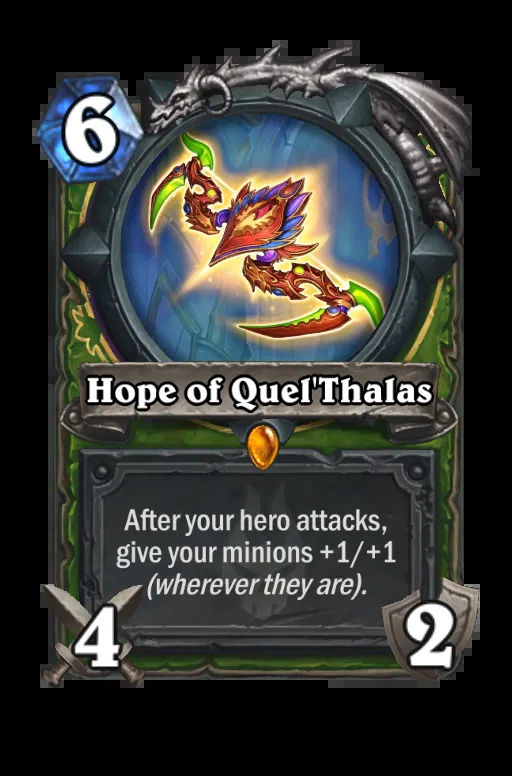 6
Hope of Quel'Thalas
After your hero attacks,
give your minions +1/+1
(wherever they are).
4
2